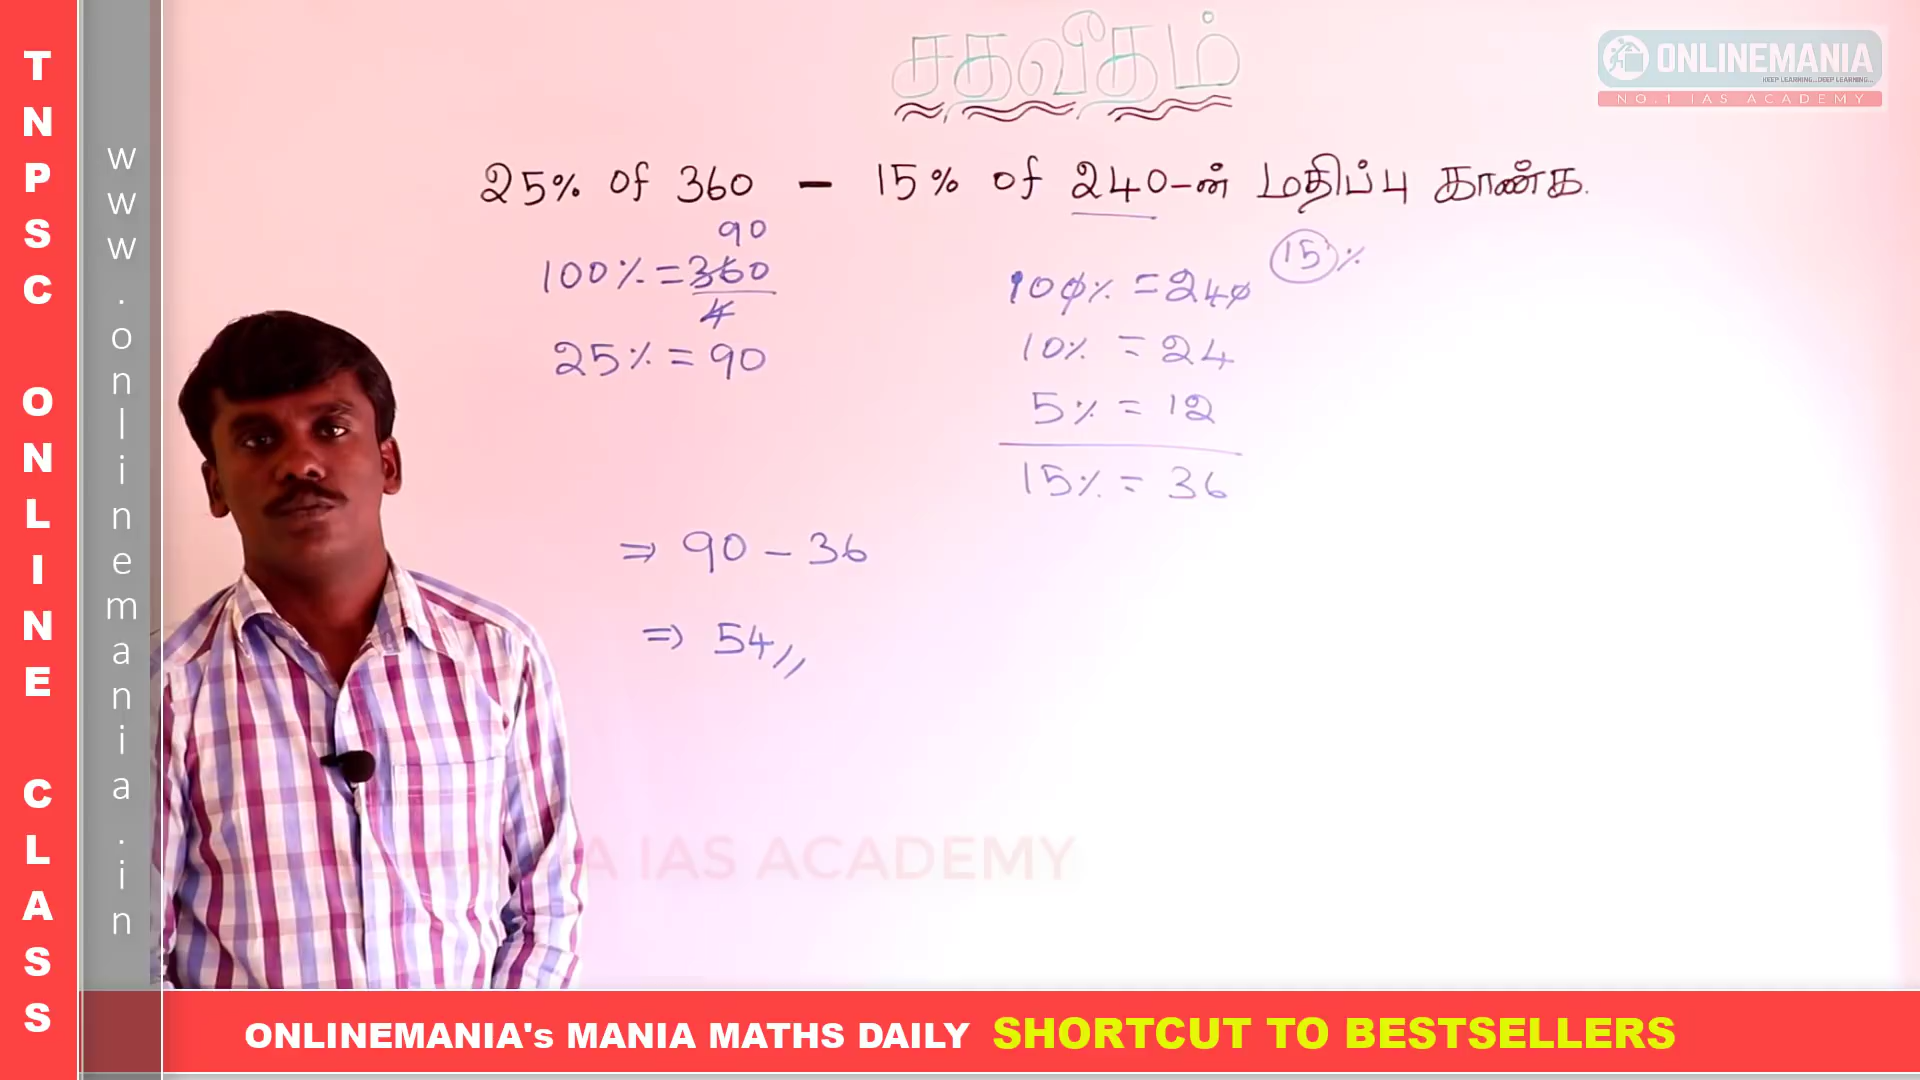 TNPSC ONLINE CLASS
www.onlinemania.in
ONLINEMANIA
NO.1 IAS ACADEMY
சதவீதம்
25% of 360 - 15% of 240-ன் மதிப்பு காண்க.
90
100% = 360
4
25% = 90
15%
100% = 240
10% = 24
5% = 12
15% = 36
⇒ 90 - 36
⇒ 54//
IAS ACADEMY
ONLINEMANIA's MANIA MATHS DAILY SHORTCUT TO BESTSELLERS